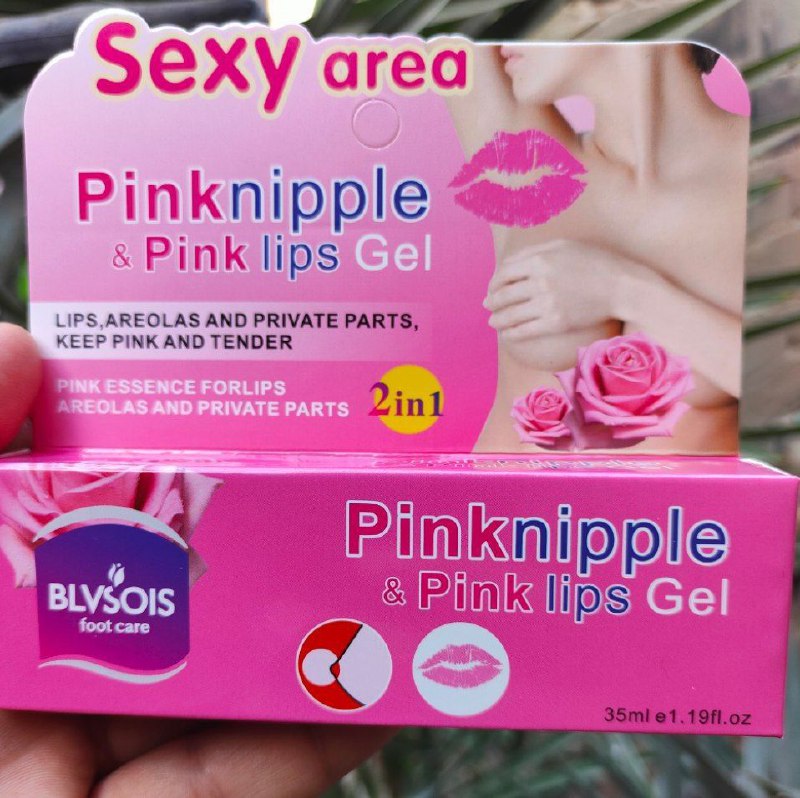 Sexy area
Pinknipple
& Pink lips Gel
LIPS,AREOLAS AND PRIVATE PARTS,
KEEP PINK AND TENDER
PINK ESSENCE FORLIPS
AREOLAS AND PRIVATE PARTS
2in1
Pinknipple
& Pink lips Gel
BLVSOIS
foot care
35ml e1.19fl.oz